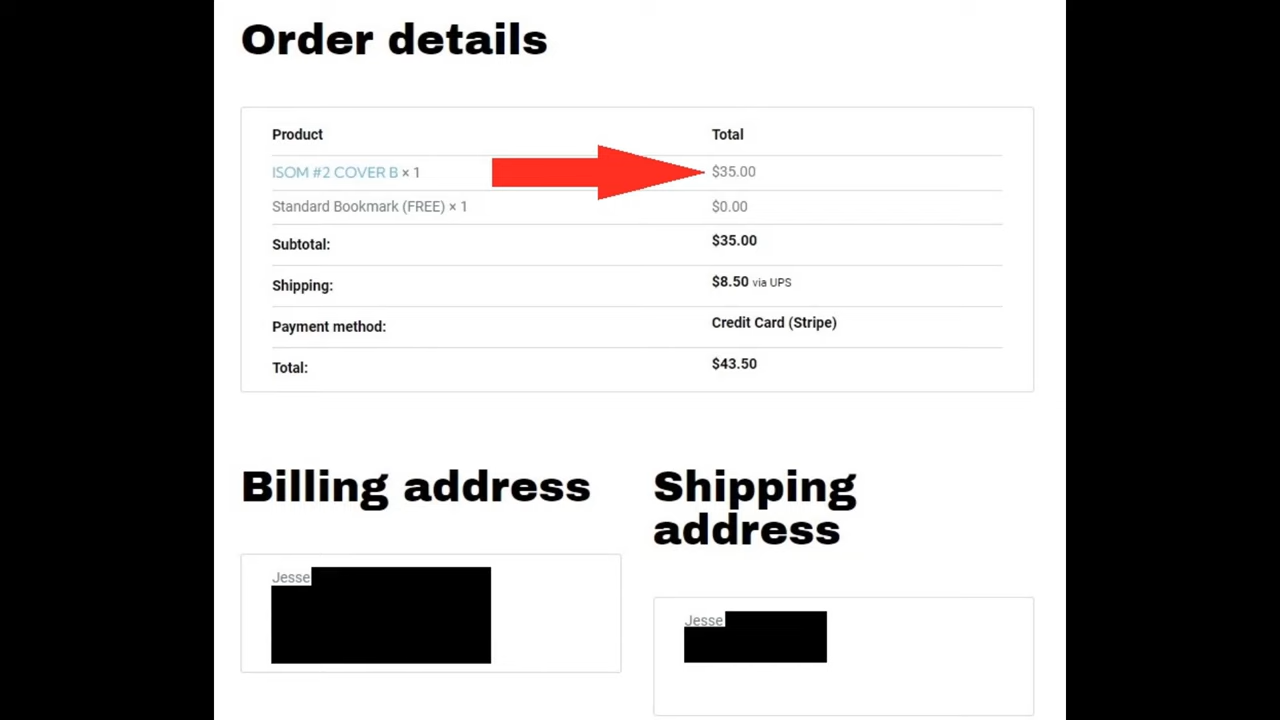 Order details
Product Total
ISOM #2 COVER B × 1 $35.00
Standard Bookmark (FREE) × 1 $0.00
Subtotal: $35.00
Shipping: $8.50 via UPS
Payment method: Credit Card (Stripe)
Total: $43.50
Billing address
Jesse
Shipping
address
Jesse